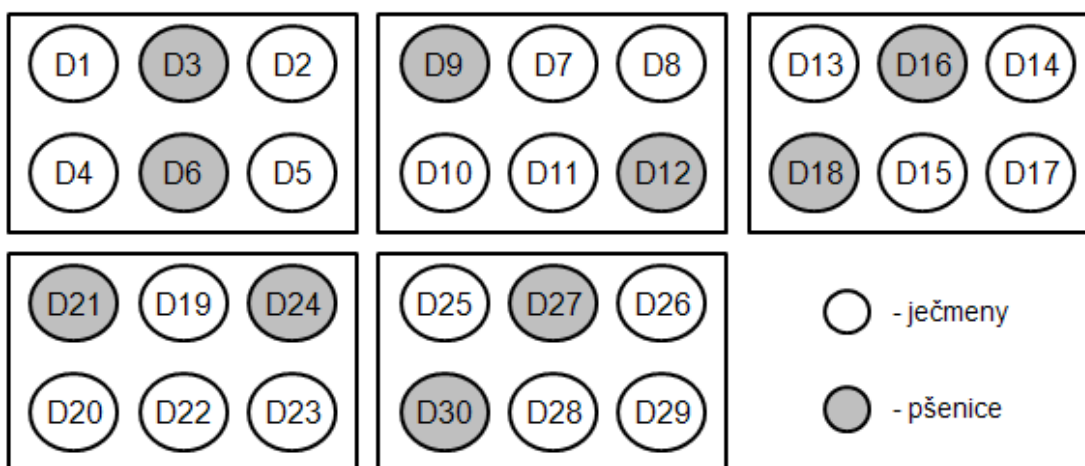 D1 D3 D2 D9 D7 D8 D13 D16 D14
D4 D6 D5 D10 D11 D12 D18 D15 D17
D21 D19 D24 D25 D27 D26 - ječmeny
D20 D22 D23 D30 D28 D29 - pšenice